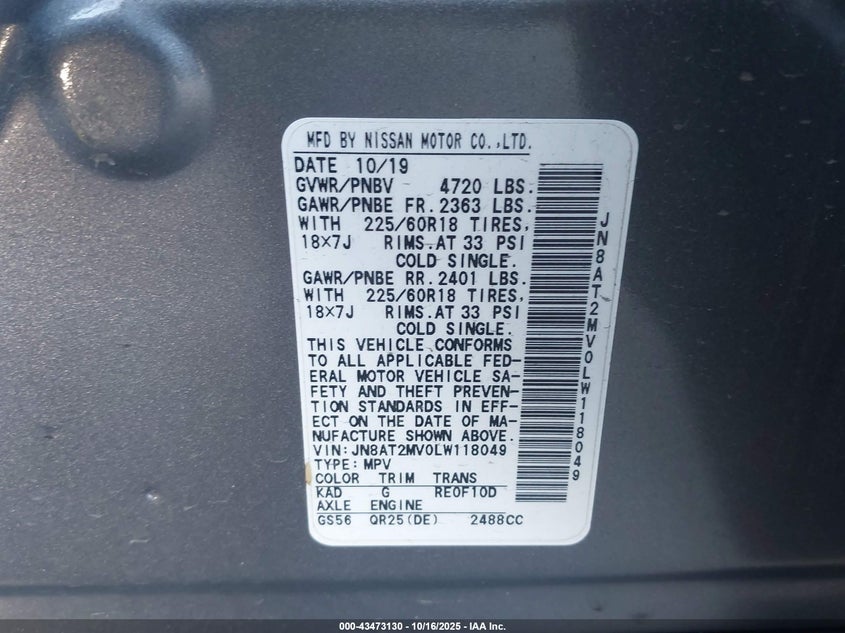 MFD BY NISSAN MOTOR CO.,LTD.
DATE 10/19
GVWR/PNBV 4720 LBS.
GAWR/PNBE FR. 2363 LBS.
WITH 225/60R18 TIRES,
18×7J RIMS.AT 33 PSI
COLD SINGLE.
GAWR/PNBE RR. 2401 LBS.
WITH 225/60R18 TIRES,
18×7J RIMS.AT 33 PSI
COLD SINGLE.
THIS VEHICLE CONFORMS
TO ALL APPLICABLE FED-
ERAL MOTOR VEHICLE SA-
FETY AND THEFT PREVEN-
TION STANDARDS IN EFF-
ECT ON THE DATE OF MA-
NUFACTURE SHOWN ABOVE.
VIN:JN8AT2MV0LW118049
TYPE:MPV
COLOR TRIM TRANS
KAD G RE0F10D
AXLE ENGINE
GS56 QR25(DE) 2488CC
JN8AT2MV0LW118049
000-43473130 - 10/16/2025 - IAA Inc.